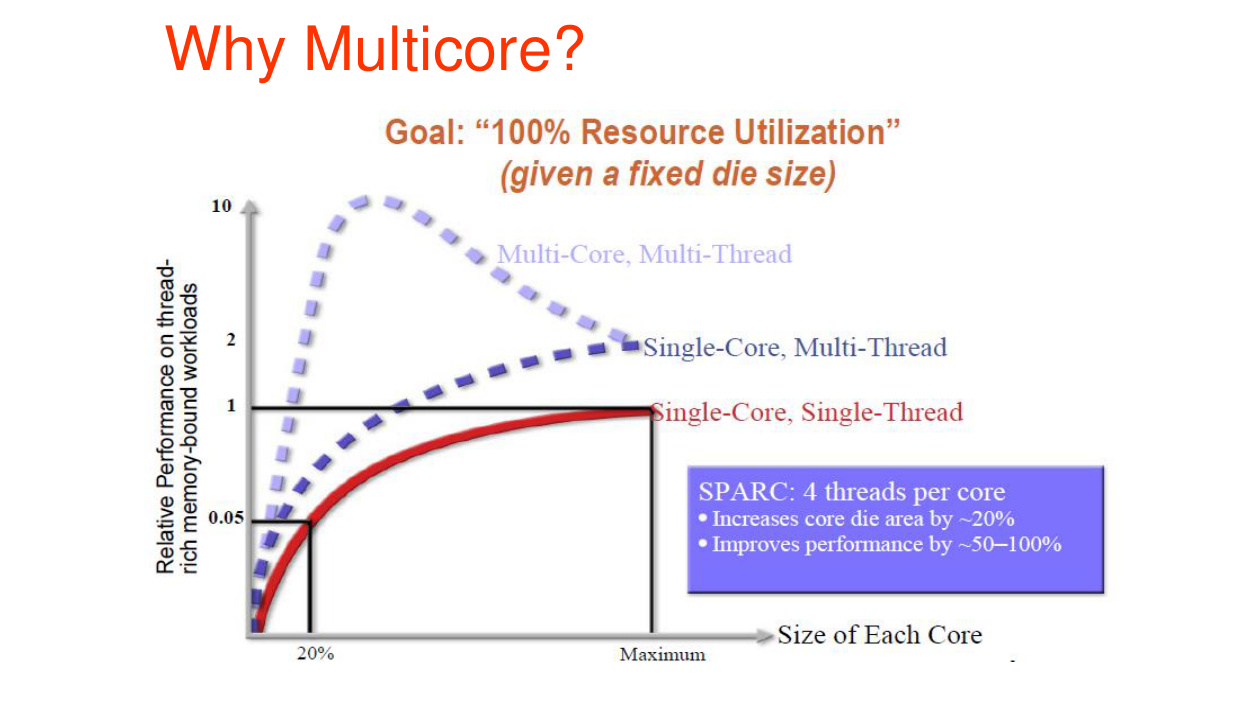 Why Multicore?
Goal: “100% Resource Utilization”
(given a fixed die size)
10
Multi-Core, Multi-Thread
Relative Performance on thread-
rich memory-bound workloads
2
Single-Core, Multi-Thread
1
Single-Core, Single-Thread
SPARC: 4 threads per core
• Increases core die area by ~20%
• Improves performance by ~50–100%
0.05
Size of Each Core
20%
Maximum